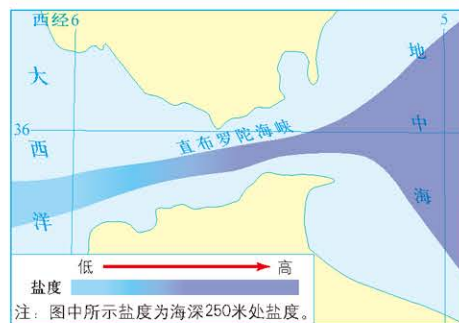 西经6
5
大西洋
地中海
36
直布罗陀海峡
低
高
盐度
注：图中所示盐度为海深250米处盐度。